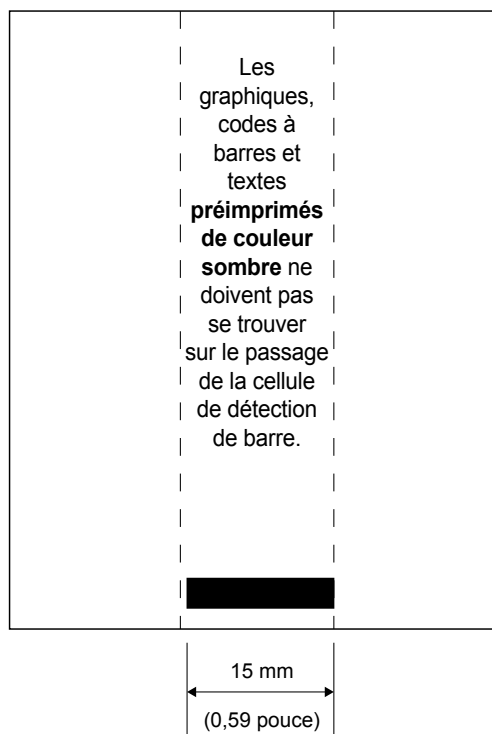 Les
graphiques,
codes à
barres et
textes
préimprimés
de couleur
sombre ne
doivent pas
se trouver
sur le passage
de la cellule
de détection
de barre.
15 mm
(0,59 pouce)